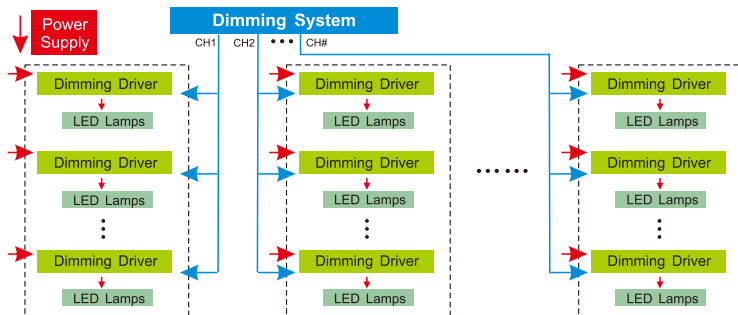 Power
Supply
Dimming System
CH1
CH2
CH#
Dimming Driver
LED Lamps
Dimming Driver
LED Lamps
Dimming Driver
LED Lamps
Dimming Driver
LED Lamps
Dimming Driver
LED Lamps
Dimming Driver
LED Lamps
Dimming Driver
LED Lamps
Dimming Driver
LED Lamps
Dimming Driver
LED Lamps